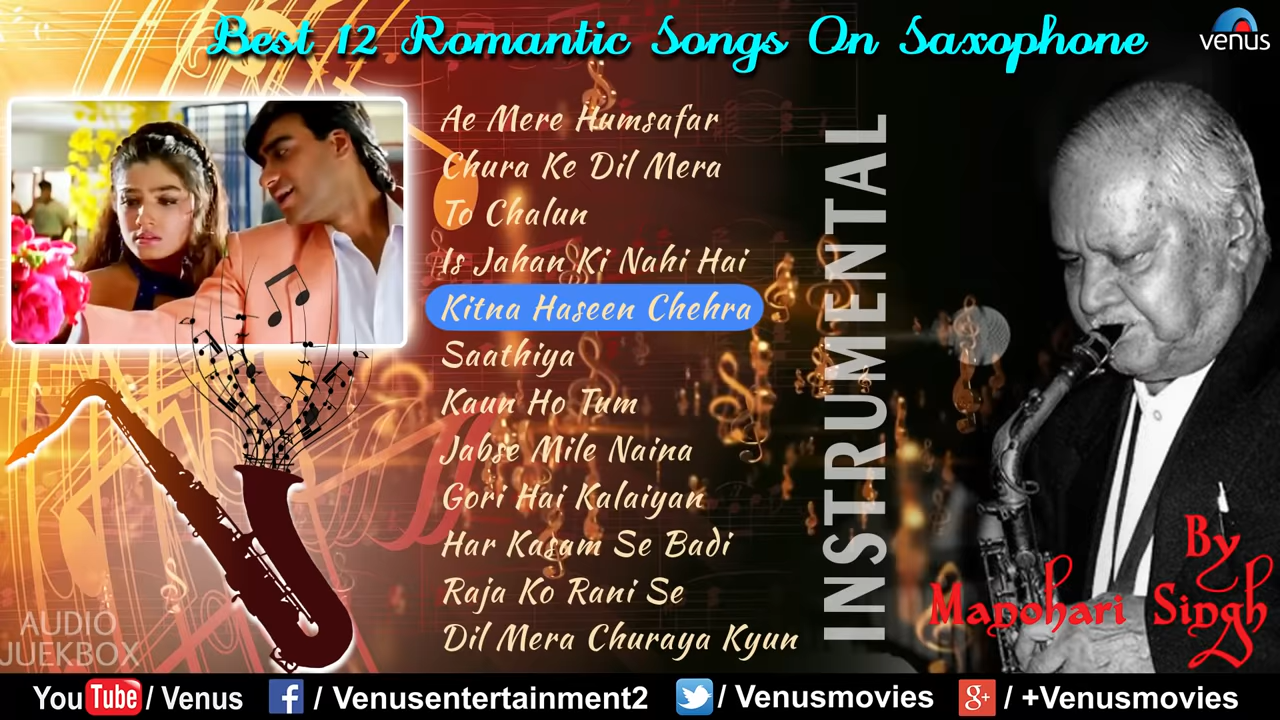 Best 12 Romantic Songs On Saxophone
venus
Ae Mere Humsafar
Chura Ke Dil Mera
To Chalun
Is Jahan Ki Nahi Hai
Kitna Haseen Chehra
Saathiya
Kaun Ho Tum
Jabse Mile Naina
Gori Hai Kalaiyan
Har Kasam Se Badi
Raja Ko Rani Se
Dil Mera Churaya Kyun
INSTRUMENTAL
By
Manohari Singh
AUDIO
JUEKBOX
YouTube / Venus
f / Venusentertainment2
/ Venusmovies
g+ / +Venusmovies